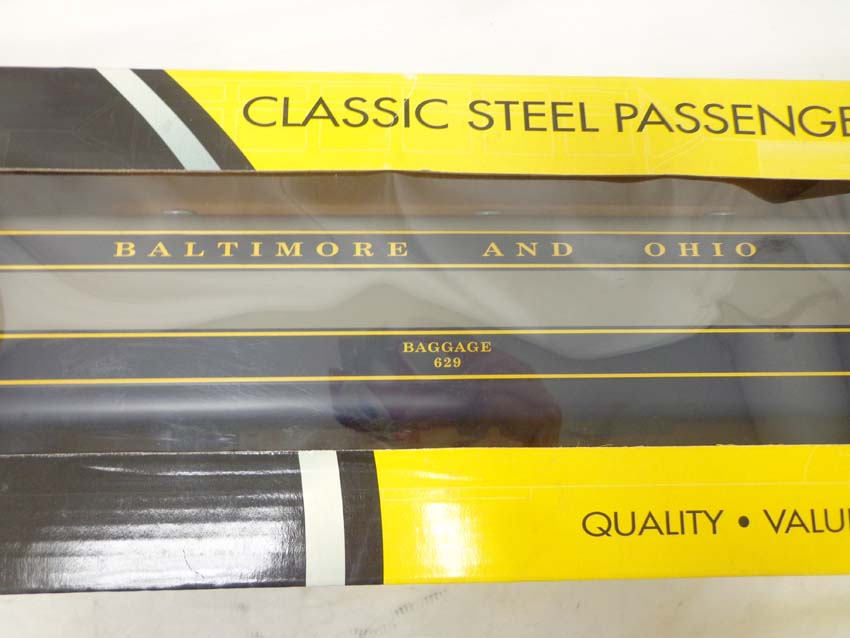 CLASSIC STEEL PASSENGE
BALTIMORE AND OHIO
BAGGAGE
629
QUALITY • VALU